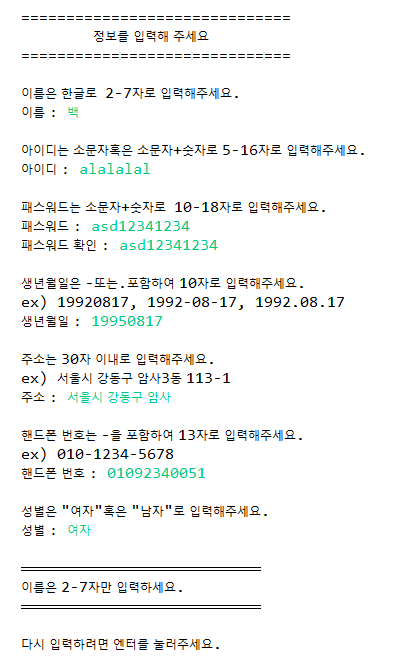 ==============================
정보를 입력해 주세요
==============================
이름은 한글로 2-7자로 입력해주세요.
이름 : 백
아이디는 소문자혹은 소문자+숫자로 5-16자로 입력해주세요.
아이디 : alalalal
패스워드는 소문자+숫자로 10-18자로 입력해주세요.
패스워드 : asd12341234
패스워드 확인 : asd12341234
생년월일은 -또는.포함하여 10자로 입력해주세요.
ex) 19920817, 1992-08-17, 1992.08.17
생년월일 : 19950817
주소는 30자 이내로 입력해주세요.
ex) 서울시 강동구 암사3동 113-1
주소 : 서울시 강동구 암사
핸드폰 번호는 -을 포함하여 13자로 입력해주세요.
ex) 010-1234-5678
핸드폰 번호 : 01092340051
성별은 "여자"혹은 "남자"로 입력해주세요.
성별 : 여자
══════════════════════════════
이름은 2-7자만 입력하세요.
══════════════════════════════
다시 입력하려면 엔터를 눌러주세요.